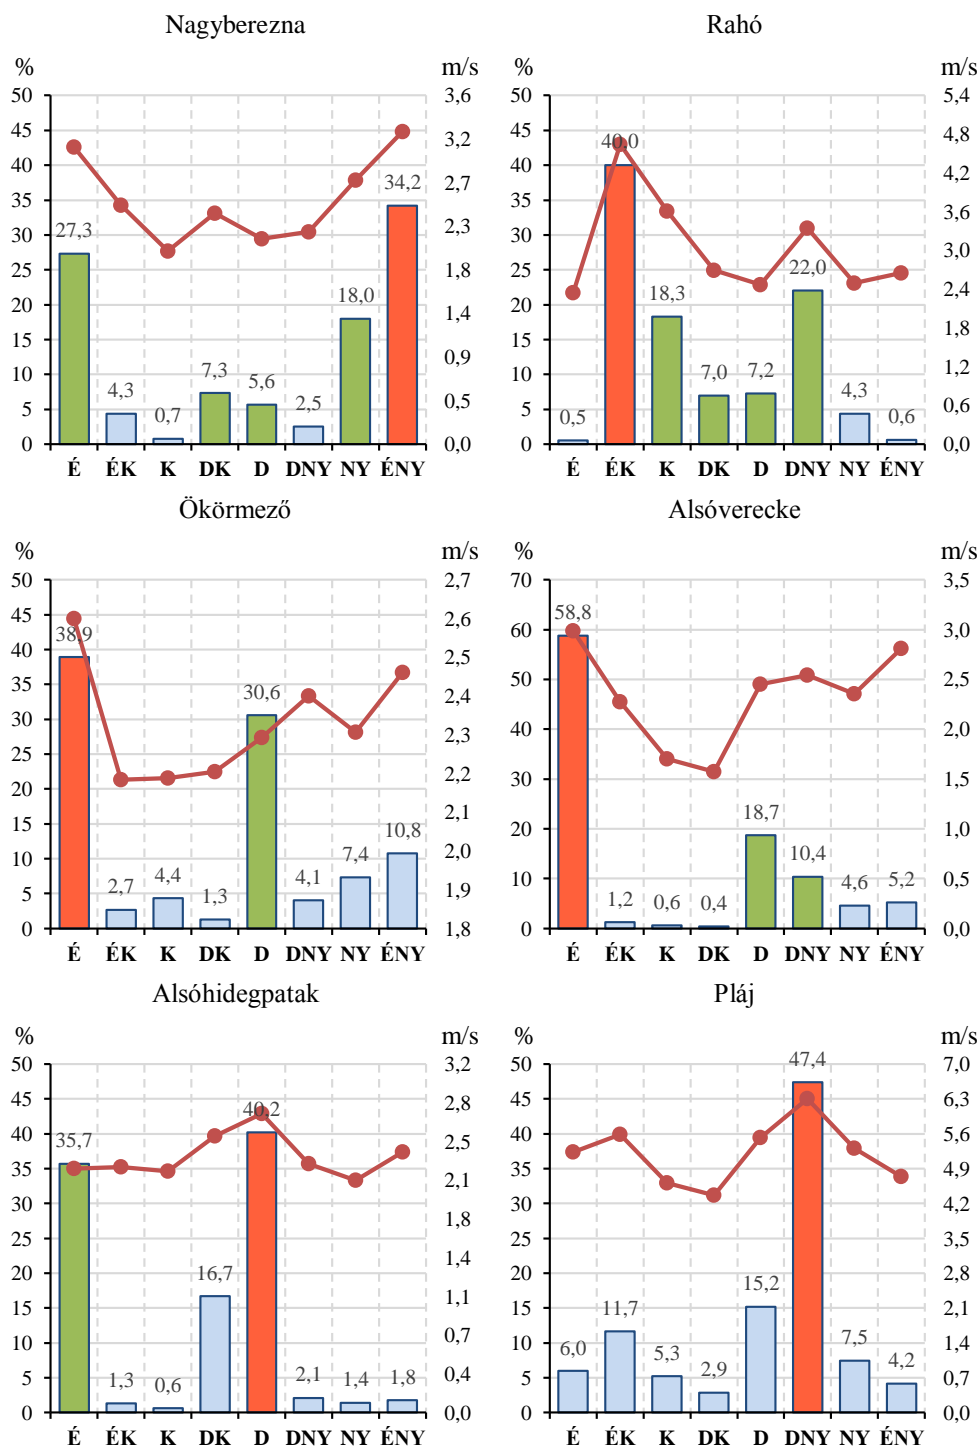 Nagyberezna
% m/s
50 3,6
45 3,2
40 2,7
35 2,3
30 1,8
25 1,4
20 0,9
15 0,5
10 0,0
5
0
27,3 4,3 0,7 7,3 5,6 2,5 18,0 34,2
É ÉK K DK D DNY NY ÉNY
Rahó
% m/s
50 5,4
45 4,8
40 4,2
35 3,6
30 3,0
25 2,4
20 1,8
15 1,2
10 0,6
5 0,0
0
0,5 40,0 18,3 7,0 7,2 22,0 4,3 0,6
É ÉK K DK D DNY NY ÉNY
Ökörmező
% m/s
50 2,7
45 2,6
40 2,5
35 2,4
30 2,3
25 2,2
20 2,1
15 2,0
10 1,9
5 1,8
0
38,9 2,7 4,4 1,3 30,6 4,1 7,4 10,8
É ÉK K DK D DNY NY ÉNY
Alsóverecke
% m/s
70 3,5
60 3,0
50 2,5
40 2,0
30 1,5
20 1,0
10 0,5
0 0,0
58,8 1,2 0,6 0,4 18,7 10,4 4,6 5,2
É ÉK K DK D DNY NY ÉNY
Alsóhidegpatak
% m/s
50 3,2
45 2,8
40 2,5
35 2,1
30 1,8
25 1,4
20 1,1
15 0,7
10 0,4
5 0,0
0
35,7 1,3 0,6 16,7 40,2 2,1 1,4 1,8
É ÉK K DK D DNY NY ÉNY
Pláj
% m/s
50 7,0
45 6,3
40 5,6
35 4,9
30 4,2
25 3,5
20 2,8
15 2,1
10 1,4
5 0,7
0 0,0
6,0 11,7 5,3 2,9 15,2 47,4 7,5 4,2
É ÉK K DK D DNY NY ÉNY